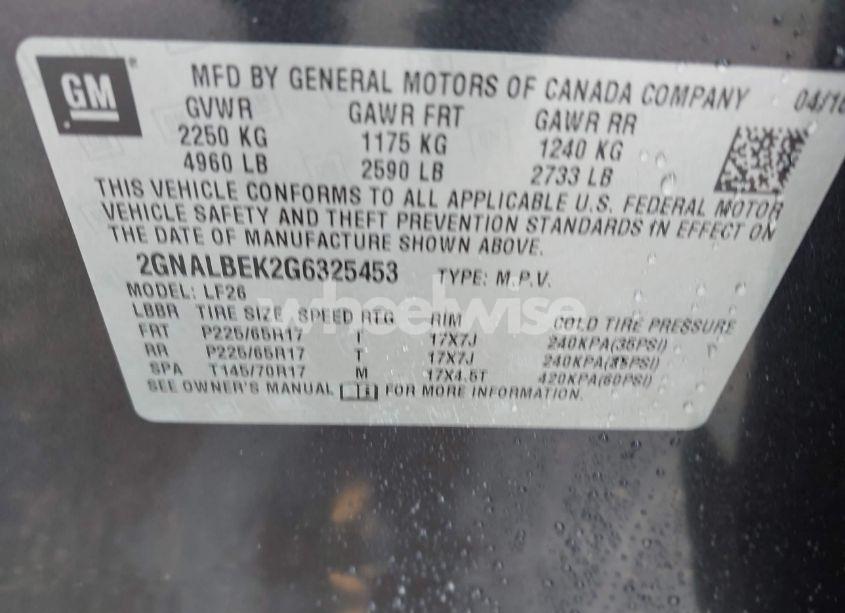 GM
MFD BY GENERAL MOTORS OF CANADA COMPANY 04/16
GVWR GAWR FRT GAWR RR
2250 KG 1175 KG 1240 KG
4960 LB 2590 LB 2733 LB
THIS VEHICLE CONFORMS TO ALL APPLICABLE U.S. FEDERAL MOTOR
VEHICLE SAFETY AND THEFT PREVENTION STANDARDS IN EFFECT ON
THE DATE OF MANUFACTURE SHOWN ABOVE.
2GNALBEK2G6325453 TYPE: M.P.V.
MODEL: LF26
wheelwise
LBBR TIRE SIZE SPEED RTG RIM COLD TIRE PRESSURE
FRT P225/65R17 T 17X7J 240KPA(35PSI)
RR P225/65R17 T 17X7J 240KPA(35PSI)
SPA T145/70R17 M 17X4.5T 420KPA(60PSI)
SEE OWNER'S MANUAL FOR MORE INFORMATION.